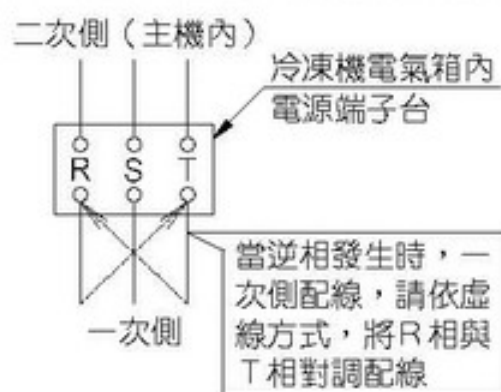 二次側（主機內）
冷凍機電氣箱內
電源端子台
R S T
當逆相發生時，一
次側配線，請依虛
線方式，將R相與
T相對調配線
一次側